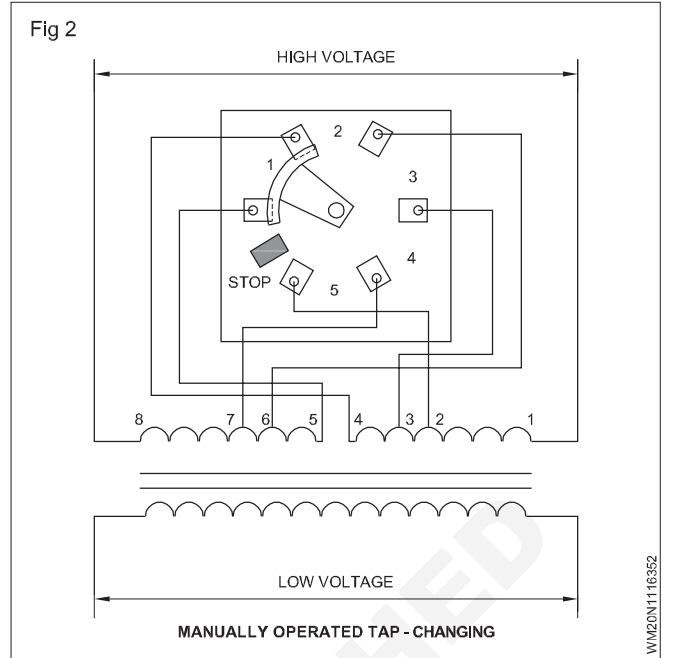 Fig 2
HIGH VOLTAGE
2
1
3
4
STOP
5
8 7 6 5 4 3 2 1
LOW VOLTAGE
MANUALLY OPERATED TAP - CHANGING
WM20N1116352
HED